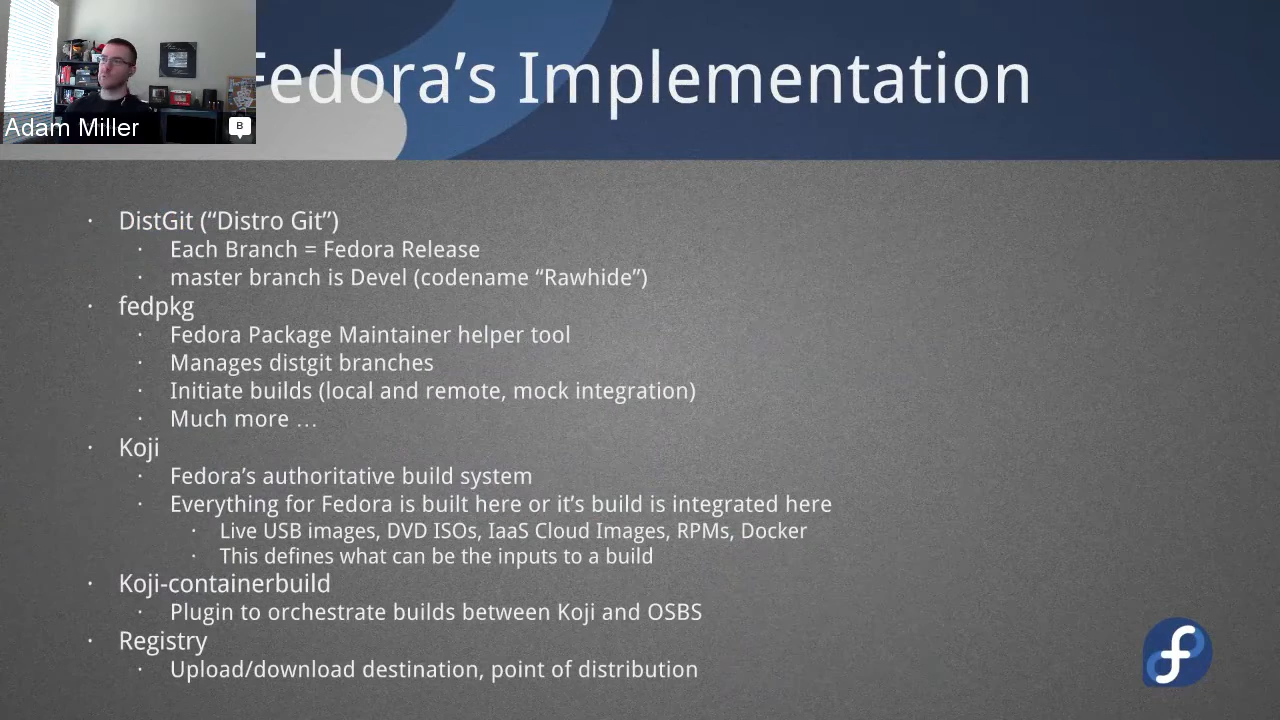 Fedora’s Implementation
Adam Miller
B
· DistGit (“Distro Git”)
· Each Branch = Fedora Release
· master branch is Devel (codename “Rawhide”)
· fedpkg
· Fedora Package Maintainer helper tool
· Manages distgit branches
· Initiate builds (local and remote, mock integration)
· Much more …
· Koji
· Fedora’s authoritative build system
· Everything for Fedora is built here or it’s build is integrated here
· Live USB images, DVD ISOs, IaaS Cloud Images, RPMs, Docker
· This defines what can be the inputs to a build
· Koji-containerbuild
· Plugin to orchestrate builds between Koji and OSBS
· Registry
· Upload/download destination, point of distribution